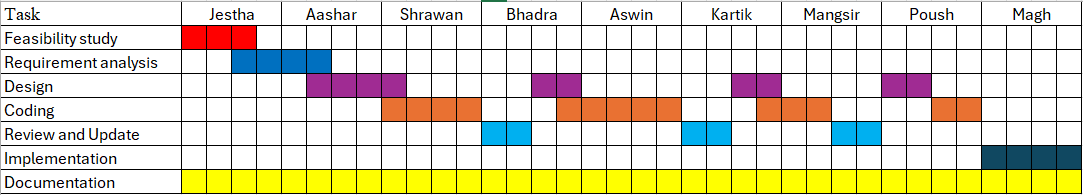 Task Jestha Aashar Shrawan Bhadra Aswin Kartik Mangsir Poush Magh
Feasibility study
Requirement analysis
Design
Coding
Review and Update
Implementation
Documentation